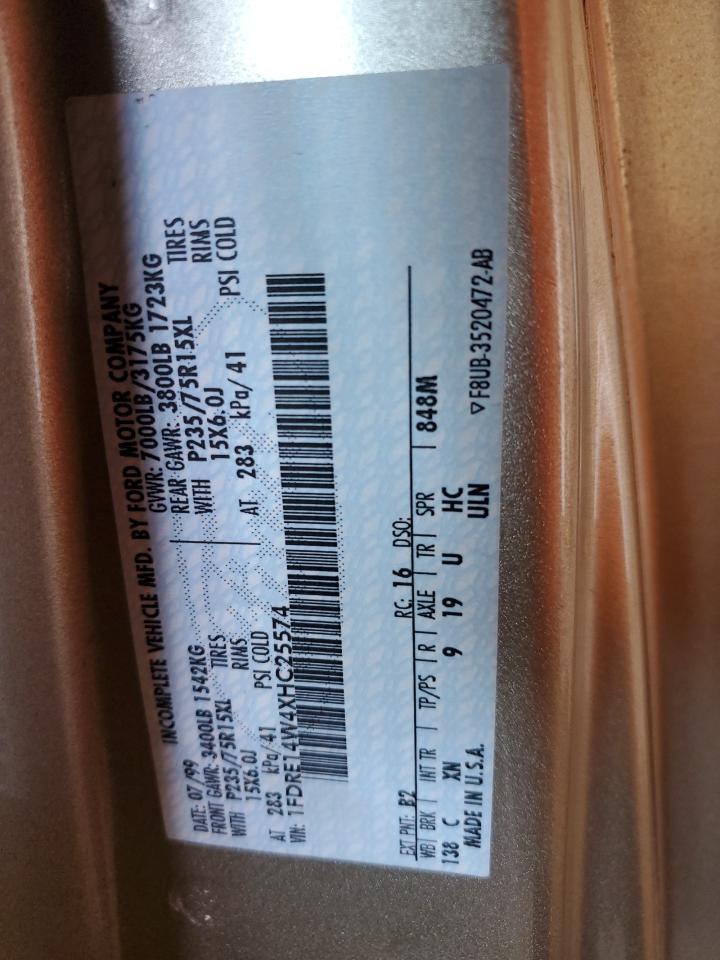 INCOMPLETE VEHICLE MFD. BY FORD MOTOR COMPANY
DATE: 07/99 GVWR: 7000LB/3175KG
FRONT GAWR: 3400LB 1542KG REAR GAWR: 3800LB 1723KG
WITH P235/75R15XL TIRES WITH P235/75R15XL TIRES
15X6.0J RIMS 15X6.0J RIMS
AT 283 kPa/41 PSI COLD AT 283 kPa/41 PSI COLD
VIN: 1FDRE14W4XHC25574
EXT PNT: B2 RC: 16 DSO:
WB BRK INT TR TP/PS R AXLE TR SPR 848M
138 C XN 9 19 U HC
MADE IN U.S.A. ULN ▽F8UB-3520472-AB